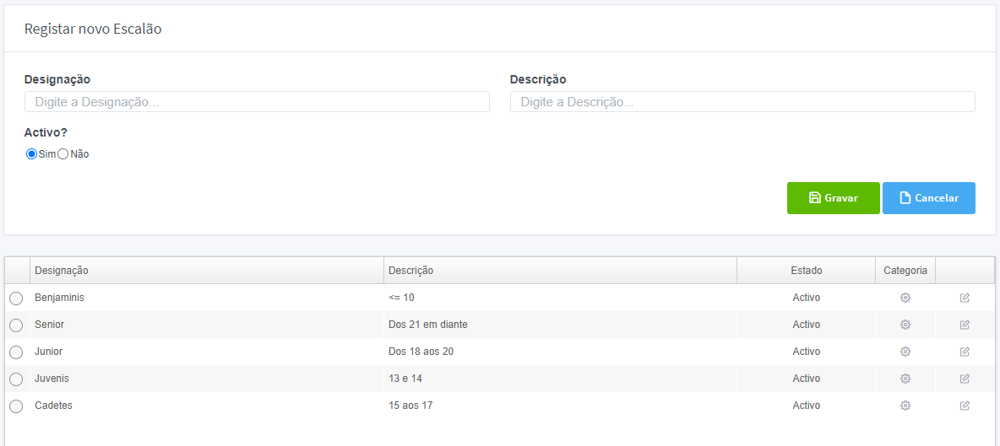 Registar novo Escalão
Designação Descrição
Digite a Designação... Digite a Descrição...
Activo?
Sim Não
Gravar Cancelar
Designação Descrição Estado Categoria
Benjaminis <= 10 Activo
Senior Dos 21 em diante Activo
Junior Dos 18 aos 20 Activo
Juvenis 13 e 14 Activo
Cadetes 15 aos 17 Activo